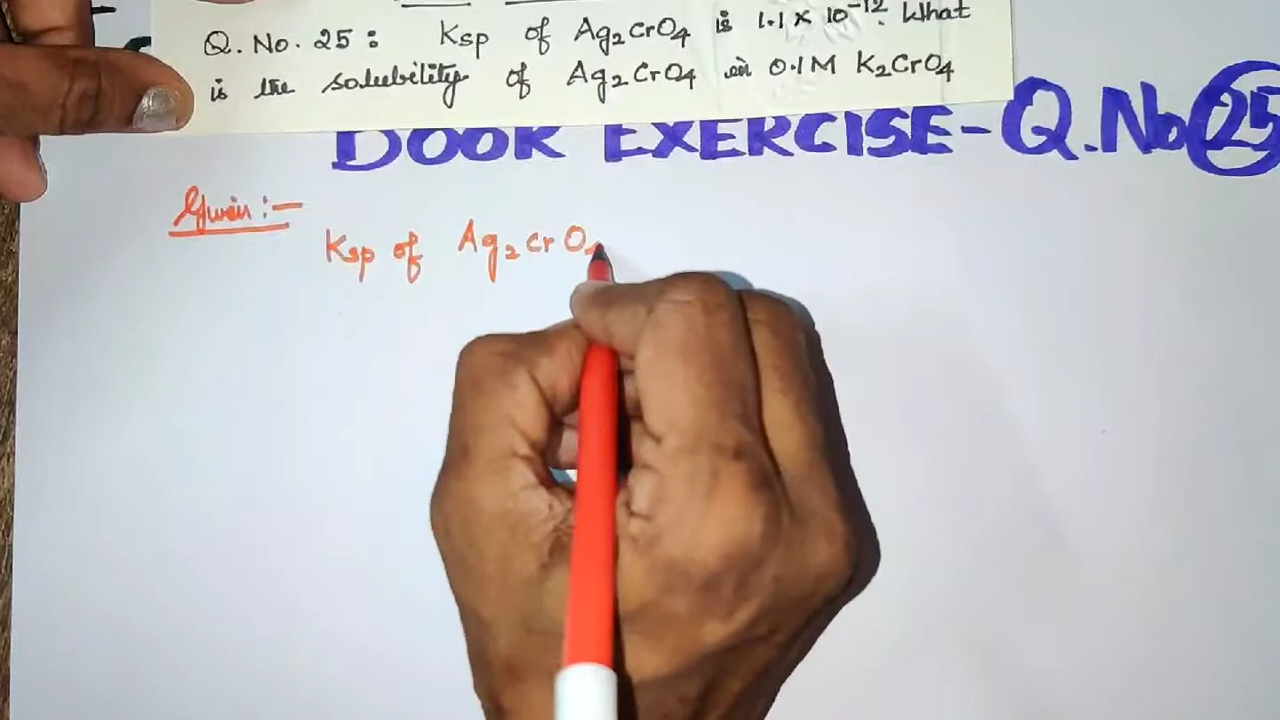 Q. No. 25 : Ksp of Ag2CrO4 is 1.1 x 10-12. What
is the solubility of Ag2CrO4 in 0.1M K2CrO4
BOOK EXERCISE-Q.No 25
Given :-
Ksp of Ag2CrO4